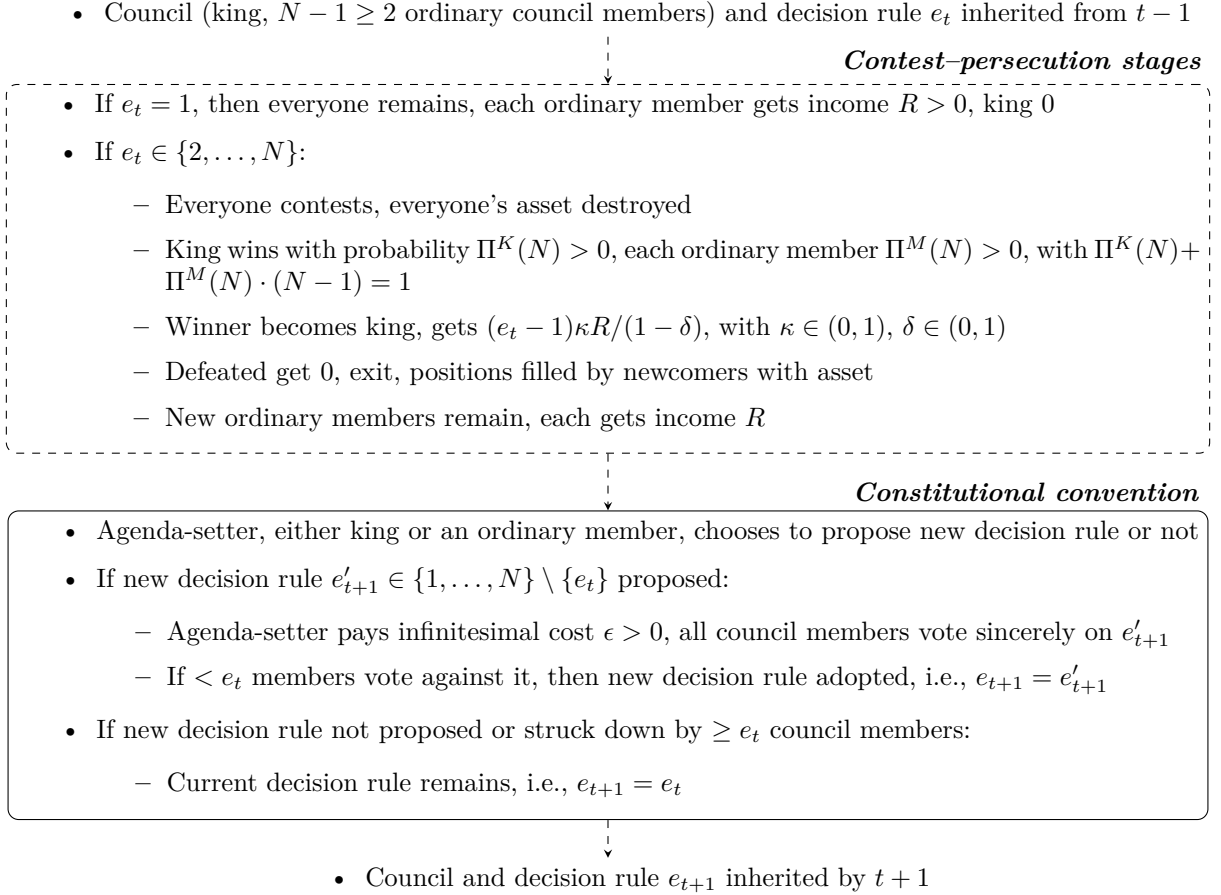 • Council (king, N − 1 ≥ 2 ordinary council members) and decision rule e_t inherited from t − 1
Contest–persecution stages
• If e_t = 1, then everyone remains, each ordinary member gets income R > 0, king 0
• If e_t ∈ {2, . . . , N}:
– Everyone contests, everyone's asset destroyed
– King wins with probability Π^K(N) > 0, each ordinary member Π^M(N) > 0, with Π^K(N)+
Π^M(N) · (N − 1) = 1
– Winner becomes king, gets (e_t − 1)κR/(1 − δ), with κ ∈ (0, 1), δ ∈ (0, 1)
– Defeated get 0, exit, positions filled by newcomers with asset
– New ordinary members remain, each gets income R
Constitutional convention
• Agenda-setter, either king or an ordinary member, chooses to propose new decision rule or not
• If new decision rule e′_{t+1} ∈ {1, . . . , N} \ {e_t} proposed:
– Agenda-setter pays infinitesimal cost ϵ > 0, all council members vote sincerely on e′_{t+1}
– If < e_t members vote against it, then new decision rule adopted, i.e., e_{t+1} = e′_{t+1}
• If new decision rule not proposed or struck down by ≥ e_t council members:
– Current decision rule remains, i.e., e_{t+1} = e_t
• Council and decision rule e_{t+1} inherited by t + 1